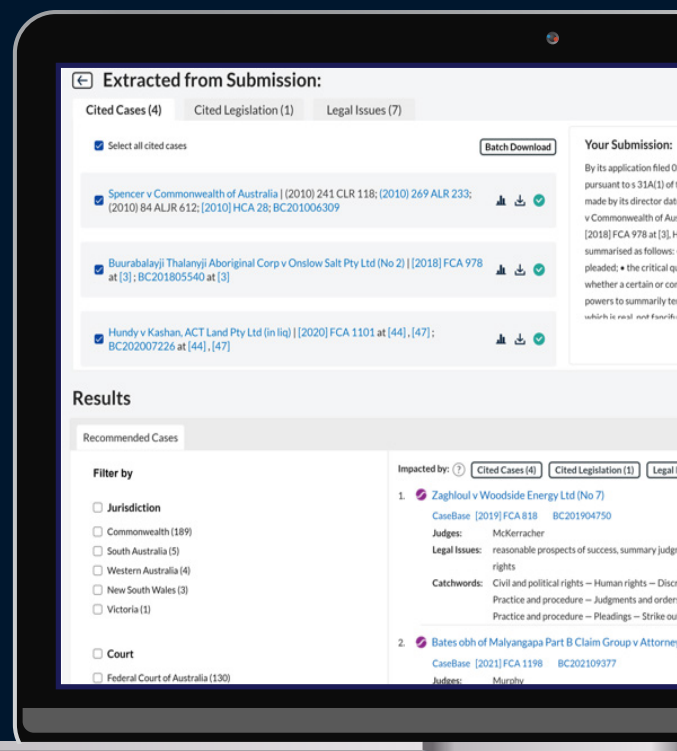 Extracted from Submission:
Cited Cases (4) Cited Legislation (1) Legal Issues (7)
Select all cited cases
Batch Download
Spencer v Commonwealth of Australia | (2010) 241 CLR 118; (2010) 269 ALR 233;
(2010) 84 ALJR 612; [2010] HCA 28; BC201006309
Buurabalayji Thalanyji Aboriginal Corp v Onslow Salt Pty Ltd (No 2) | [2018] FCA 978
at [3] ; BC201805540 at [3]
Hundy v Kashan, ACT Land Pty Ltd (in liq) | [2020] FCA 1101 at [44] , [47] ;
BC202007226 at [44] , [47]
Your Submission:
By its application filed 0
pursuant to s 31A(1) of
made by its director dat
v Commonwealth of Au
[2018] FCA 978 at [3], H
summarised as follows:
pleaded; • the critical qu
whether a certain or co
powers to summarily te
which is real, not fancifu
Results
Recommended Cases
Filter by
Jurisdiction
Commonwealth (189)
South Australia (5)
Western Australia (4)
New South Wales (3)
Victoria (1)
Court
Federal Court of Australia (130)
Impacted by: ? Cited Cases (4) Cited Legislation (1) Legal
1. Zaghloul v Woodside Energy Ltd (No 7)
CaseBase [2019] FCA 818 BC201904750
Judges: McKerracher
Legal Issues: reasonable prospects of success, summary judg
rights
Catchwords: Civil and political rights — Human rights — Disc
Practice and procedure — Judgments and order
Practice and procedure — Pleadings — Strike ou
2. Bates obh of Malyangapa Part B Claim Group v Attorney
CaseBase [2021] FCA 1198 BC202109377
Judges: Murphy